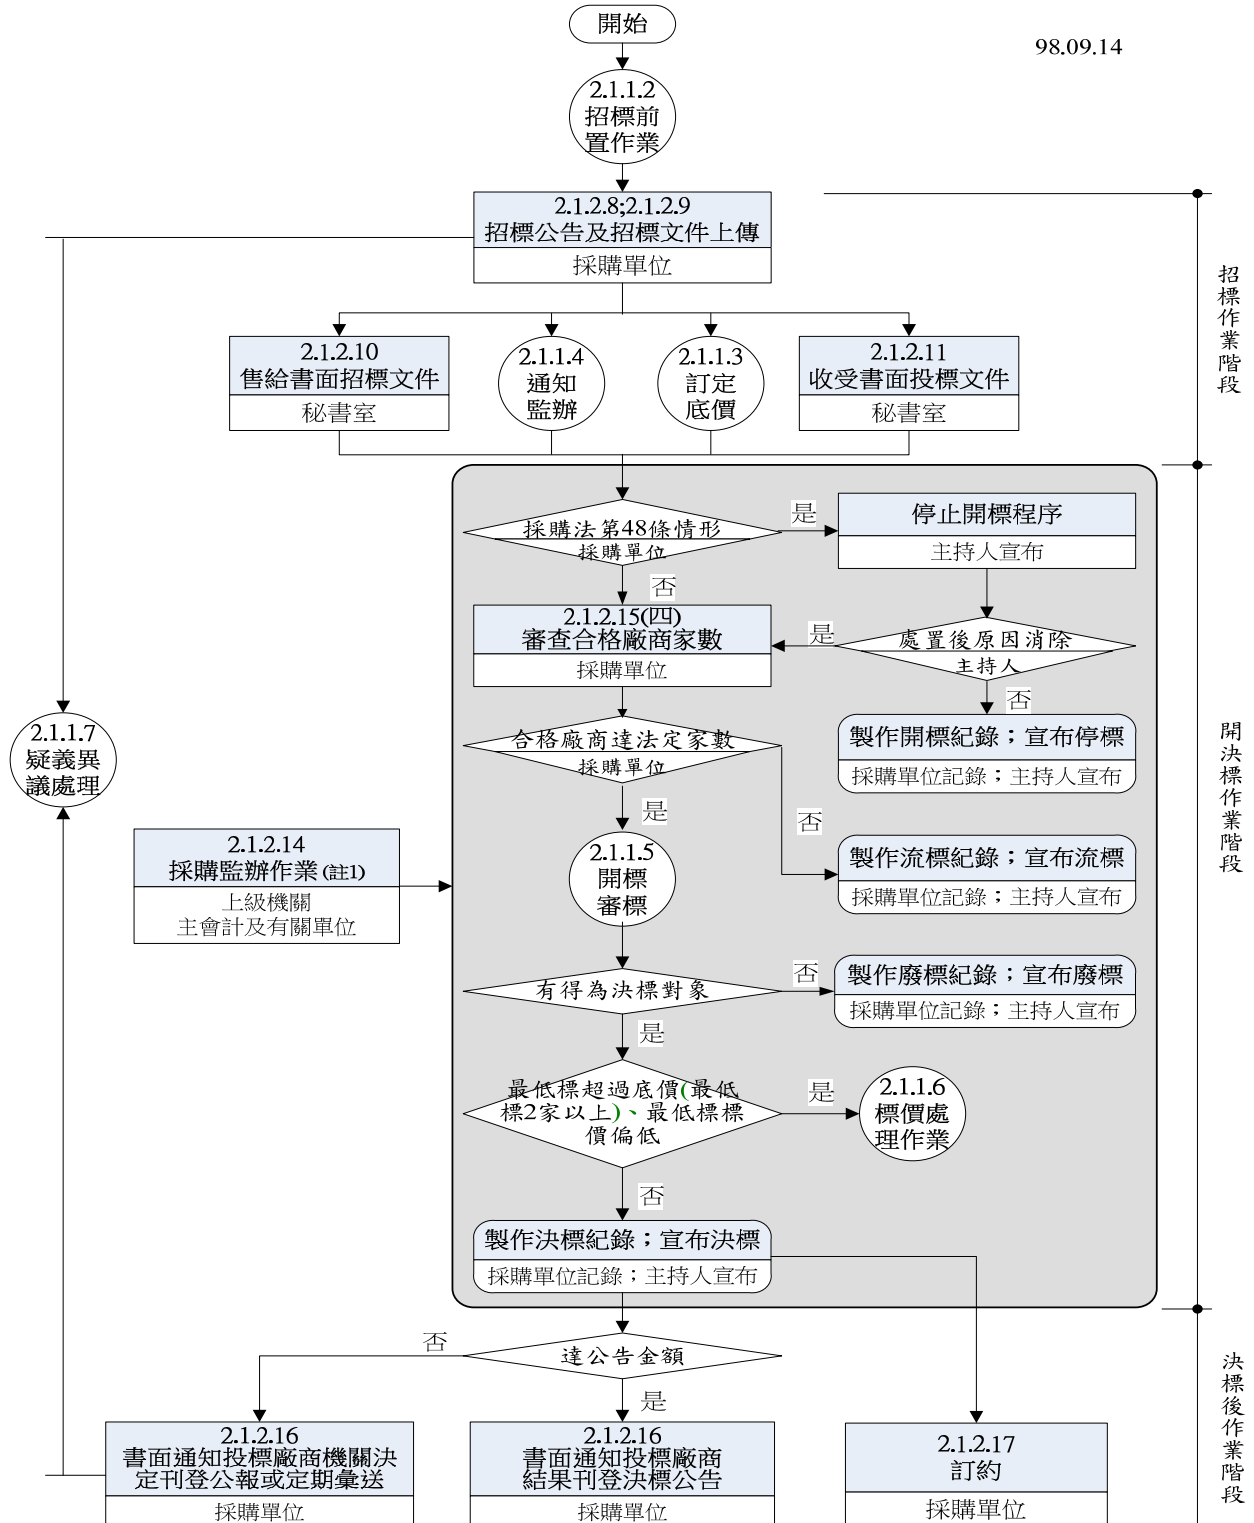 開始
98.09.14
2.1.1.2
招標前
置作業
2.1.2.8;2.1.2.9
招標公告及招標文件上傳
採購單位
招標作業階段
2.1.2.10
售給書面招標文件
秘書室
2.1.1.4
通知
監辦
2.1.1.3
訂定
底價
2.1.2.11
收受書面投標文件
秘書室
採購法第48條情形
採購單位
是
停止開標程序
主持人宣布
否
2.1.2.15(四)
審查合格廠商家數
採購單位
是
處置後原因消除
主持人
否
合格廠商達法定家數
採購單位
製作開標紀錄；宣布停標
採購單位記錄；主持人宣布
開決標作業階段
2.1.1.7
疑義異
議處理
是
否
2.1.2.14
採購監辦作業(註1)
上級機關
主會計及有關單位
2.1.1.5
開標
審標
製作流標紀錄；宣布流標
採購單位記錄；主持人宣布
有得為決標對象
否
製作廢標紀錄；宣布廢標
採購單位記錄；主持人宣布
是
最低標超過底價(最低
標2家以上)、最低標標
價偏低
是
2.1.1.6
標價處
理作業
否
製作決標紀錄；宣布決標
採購單位記錄；主持人宣布
否
達公告金額
是
決標後作業階段
2.1.2.16
書面通知投標廠商機關決
定刊登公報或定期彙送
採購單位
2.1.2.16
書面通知投標廠商
結果刊登決標公告
採購單位
2.1.2.17
訂約
採購單位